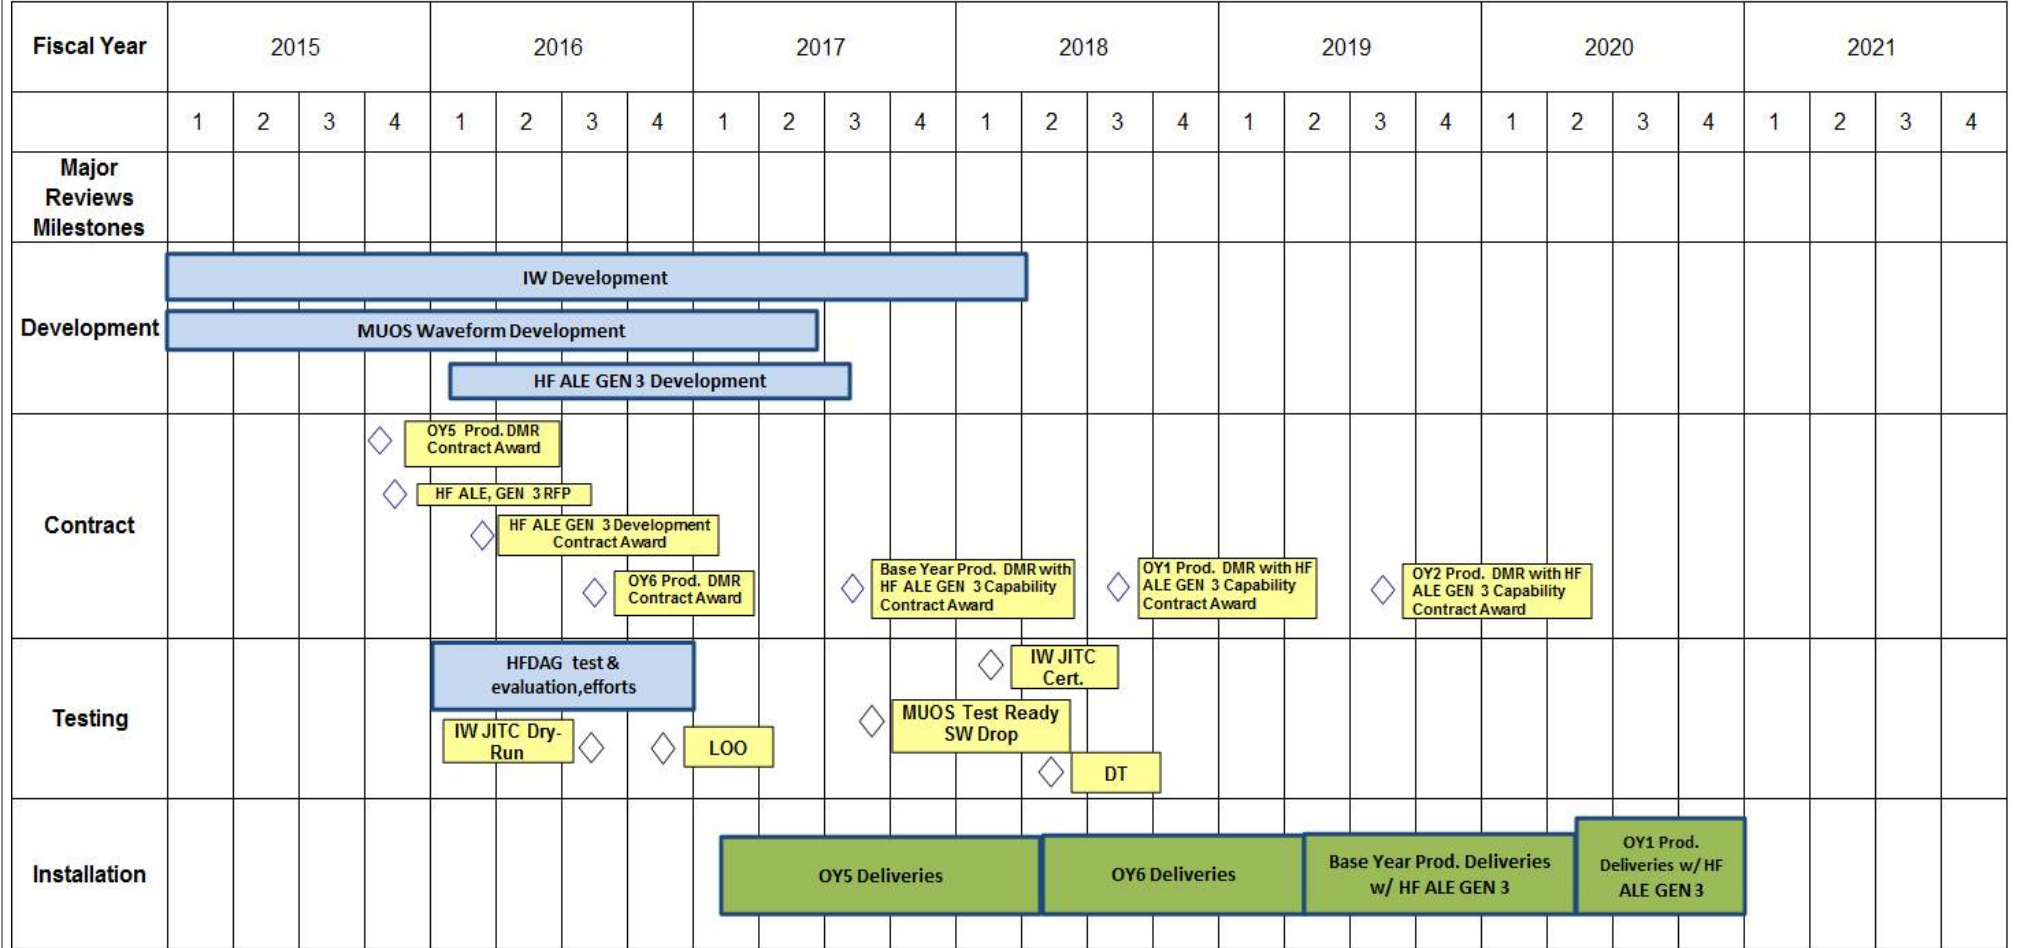 Fiscal Year 2015 2016 2017 2018 2019 2020 2021
1 2 3 4 1 2 3 4 1 2 3 4 1 2 3 4 1 2 3 4 1 2 3 4 1 2 3 4
Major
Reviews
Milestones
Development
IW Development
MUOS Waveform Development
HF ALE GEN 3 Development
Contract
OY5 Prod. DMR
Contract Award
HF ALE, GEN 3 RFP
HF ALE GEN 3 Development
Contract Award
OY6 Prod. DMR
Contract Award
Base Year Prod. DMR with
HF ALE GEN 3 Capability
Contract Award
OY1 Prod. DMR with HF
ALE GEN 3 Capability
Contract Award
OY2 Prod. DMR with HF
ALE GEN 3 Capability
Contract Award
Testing
HFDAG test &
evaluation,efforts
IW JITC Dry-
Run
LOO
IW JITC
Cert.
MUOS Test Ready
SW Drop
DT
Installation
OY5 Deliveries
OY6 Deliveries
Base Year Prod. Deliveries
w/ HF ALE GEN 3
OY1 Prod.
Deliveries w/ HF
ALE GEN 3